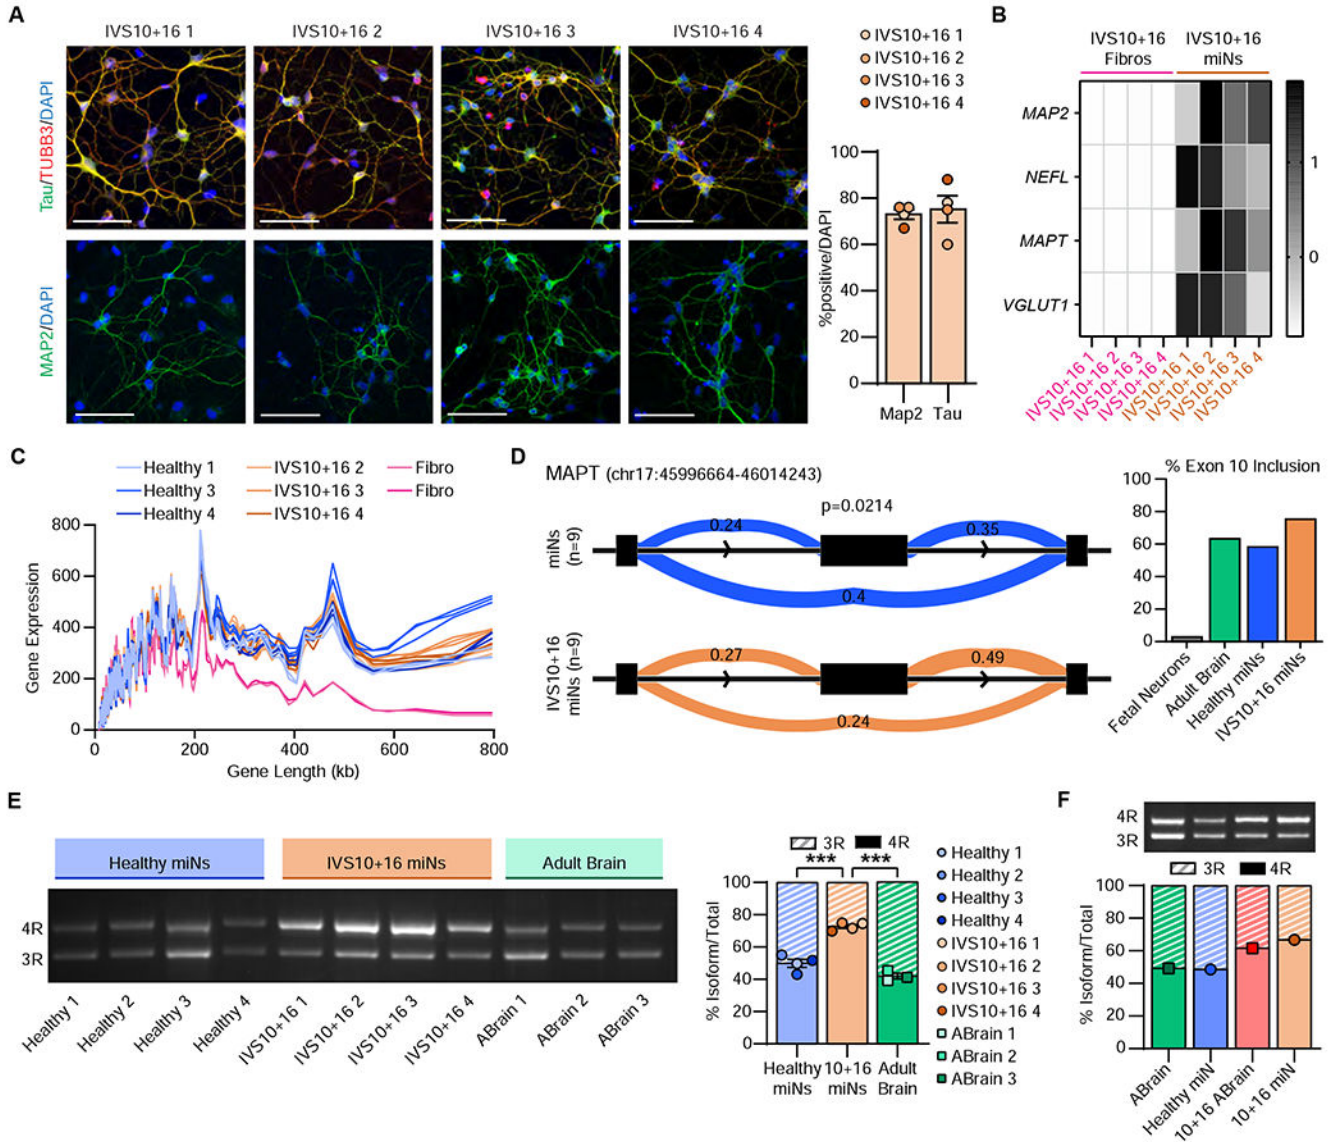 A
IVS10+16 1
IVS10+16 2
IVS10+16 3
IVS10+16 4
Tau/TUBB3/DAPI
MAP2/DAPI
IVS10+16 1
IVS10+16 2
IVS10+16 3
IVS10+16 4
%positive/DAPI
100
80
60
40
20
0
Map2 Tau
B
IVS10+16 Fibros
IVS10+16 miNs
MAP2
NEFL
MAPT
VGLUT1
1
0
IVS10+16 1
IVS10+16 2
IVS10+16 3
IVS10+16 4
IVS10+16 1
IVS10+16 2
IVS10+16 3
IVS10+16 4
C
Healthy 1
Healthy 3
Healthy 4
IVS10+16 2
IVS10+16 3
IVS10+16 4
Fibro
Fibro
Gene Expression
800
600
400
200
0
0 200 400 600 800
Gene Length (kb)
D
MAPT (chr17:45996664-46014243)
p=0.0214
miNs (n=9)
0.24
0.35
0.4
IVS10+16 miNs (n=9)
0.27
0.49
0.24
% Exon 10 Inclusion
100
80
60
40
20
0
Fetal Neurons
Adult Brain
Healthy miNs
IVS10+16 miNs
E
Healthy miNs
IVS10+16 miNs
Adult Brain
4R
3R
Healthy 1
Healthy 2
Healthy 3
Healthy 4
IVS10+16 1
IVS10+16 2
IVS10+16 3
IVS10+16 4
ABrain 1
ABrain 2
ABrain 3
3R 4R
*** ***
% Isoform/Total
100
80
60
40
20
0
Healthy miNs
10+16 miNs
Adult Brain
Healthy 1
Healthy 2
Healthy 3
Healthy 4
IVS10+16 1
IVS10+16 2
IVS10+16 3
IVS10+16 4
ABrain 1
ABrain 2
ABrain 3
F
4R
3R
3R 4R
% Isoform/Total
100
80
60
40
20
0
ABrain
Healthy miN
10+16 ABrain
10+16 miN